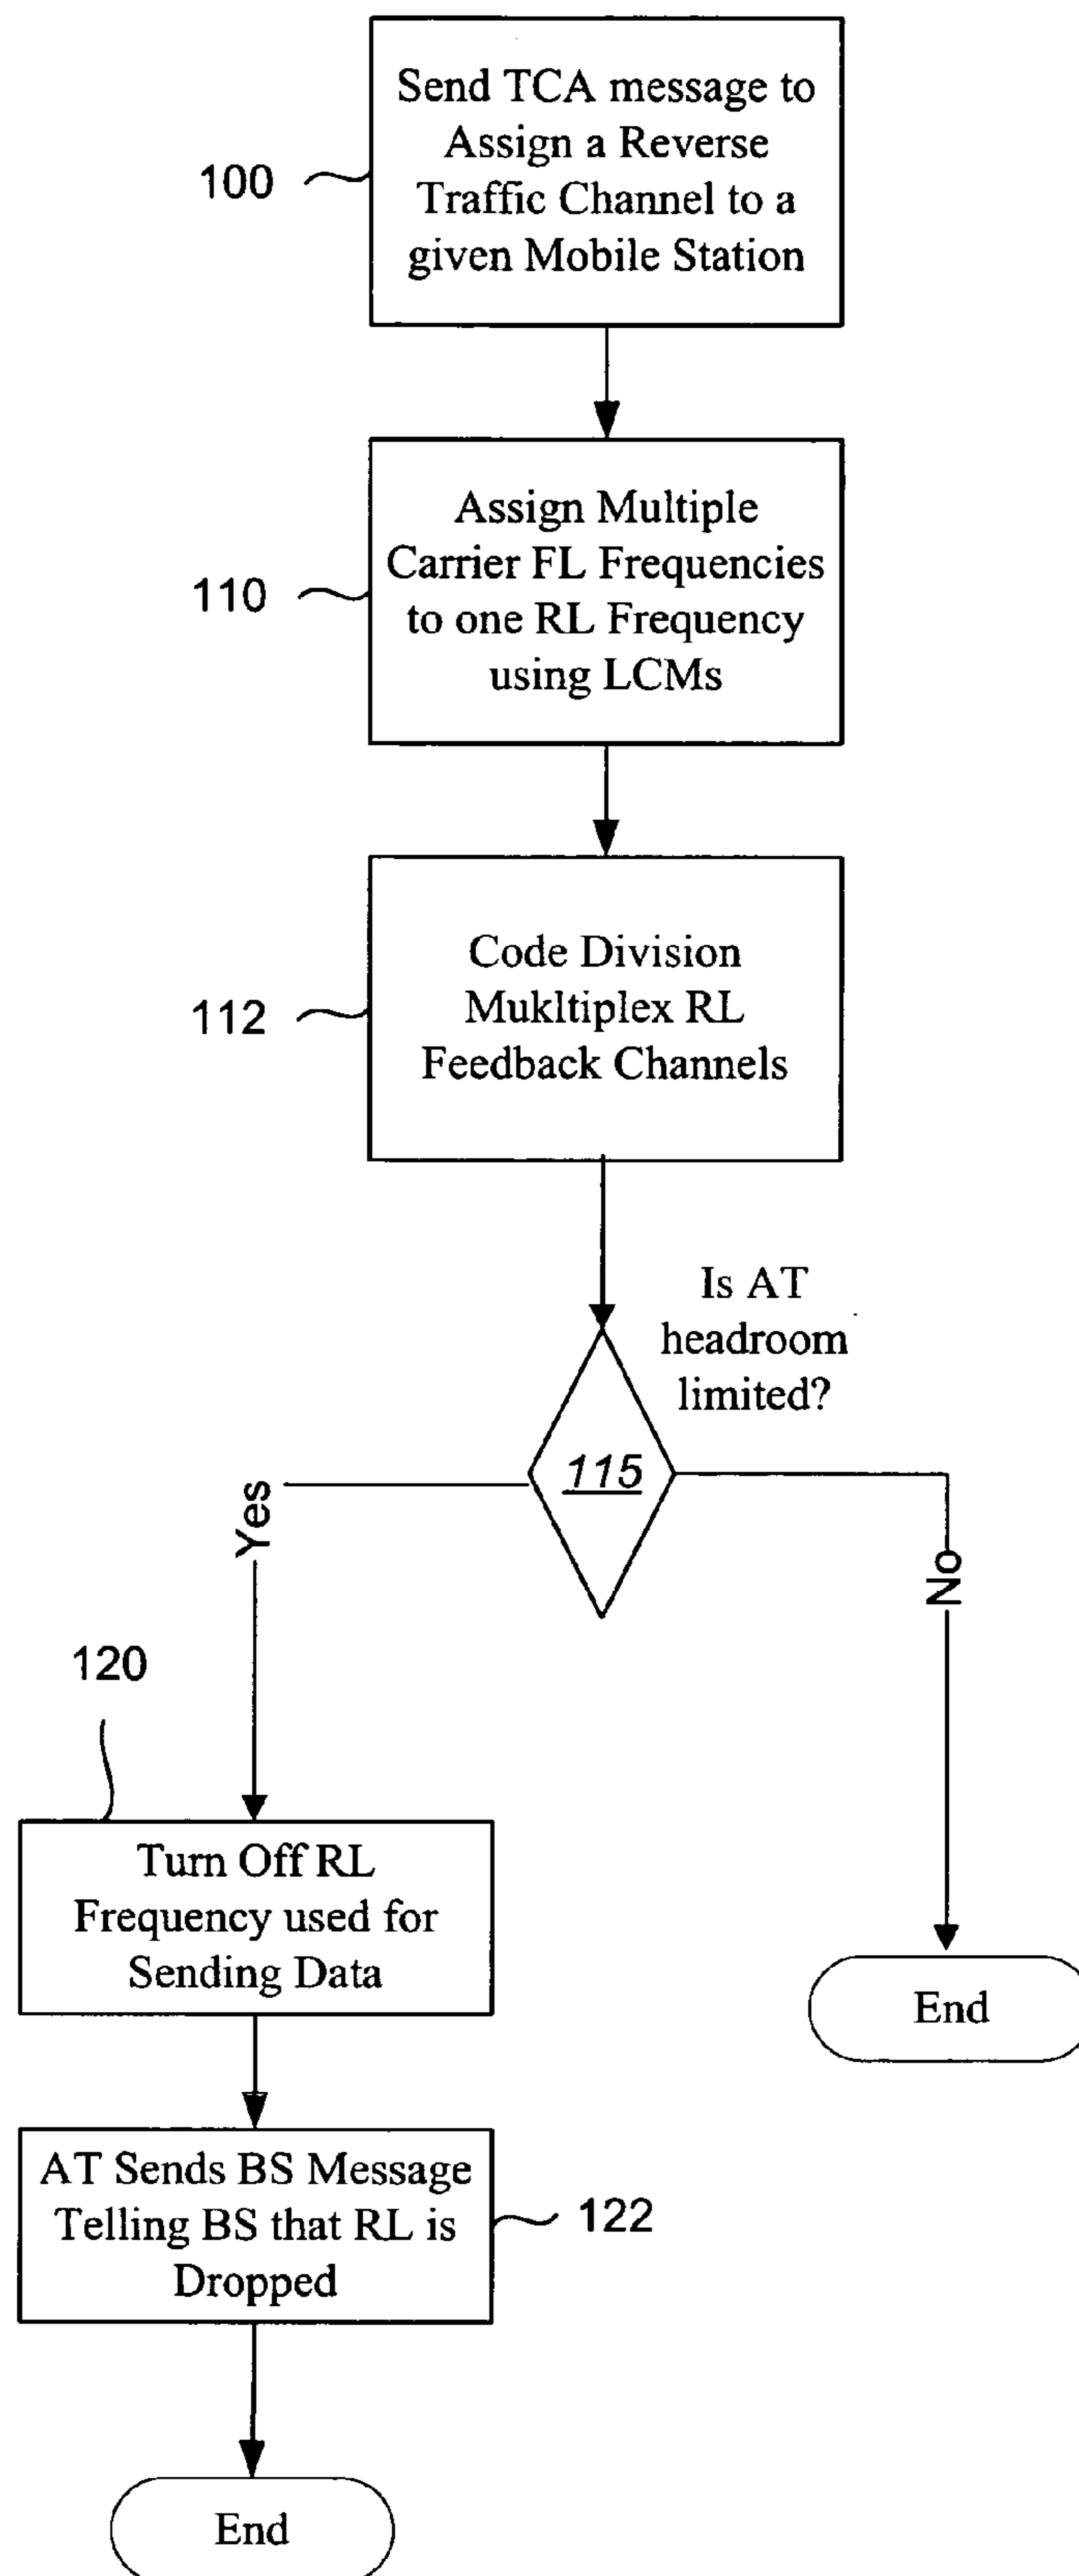 Send TCA message to
Assign a Reverse
Traffic Channel to a
given Mobile Station
100
Assign Multiple
Carrier FL Frequencies
to one RL Frequency
using LCMs
110
Code Division
Mukltiplex RL
Feedback Channels
112
Is AT
headroom
limited?
115
Yes
No
120
Turn Off RL
Frequency used for
Sending Data
End
AT Sends BS Message
Telling BS that RL is
Dropped
122
End